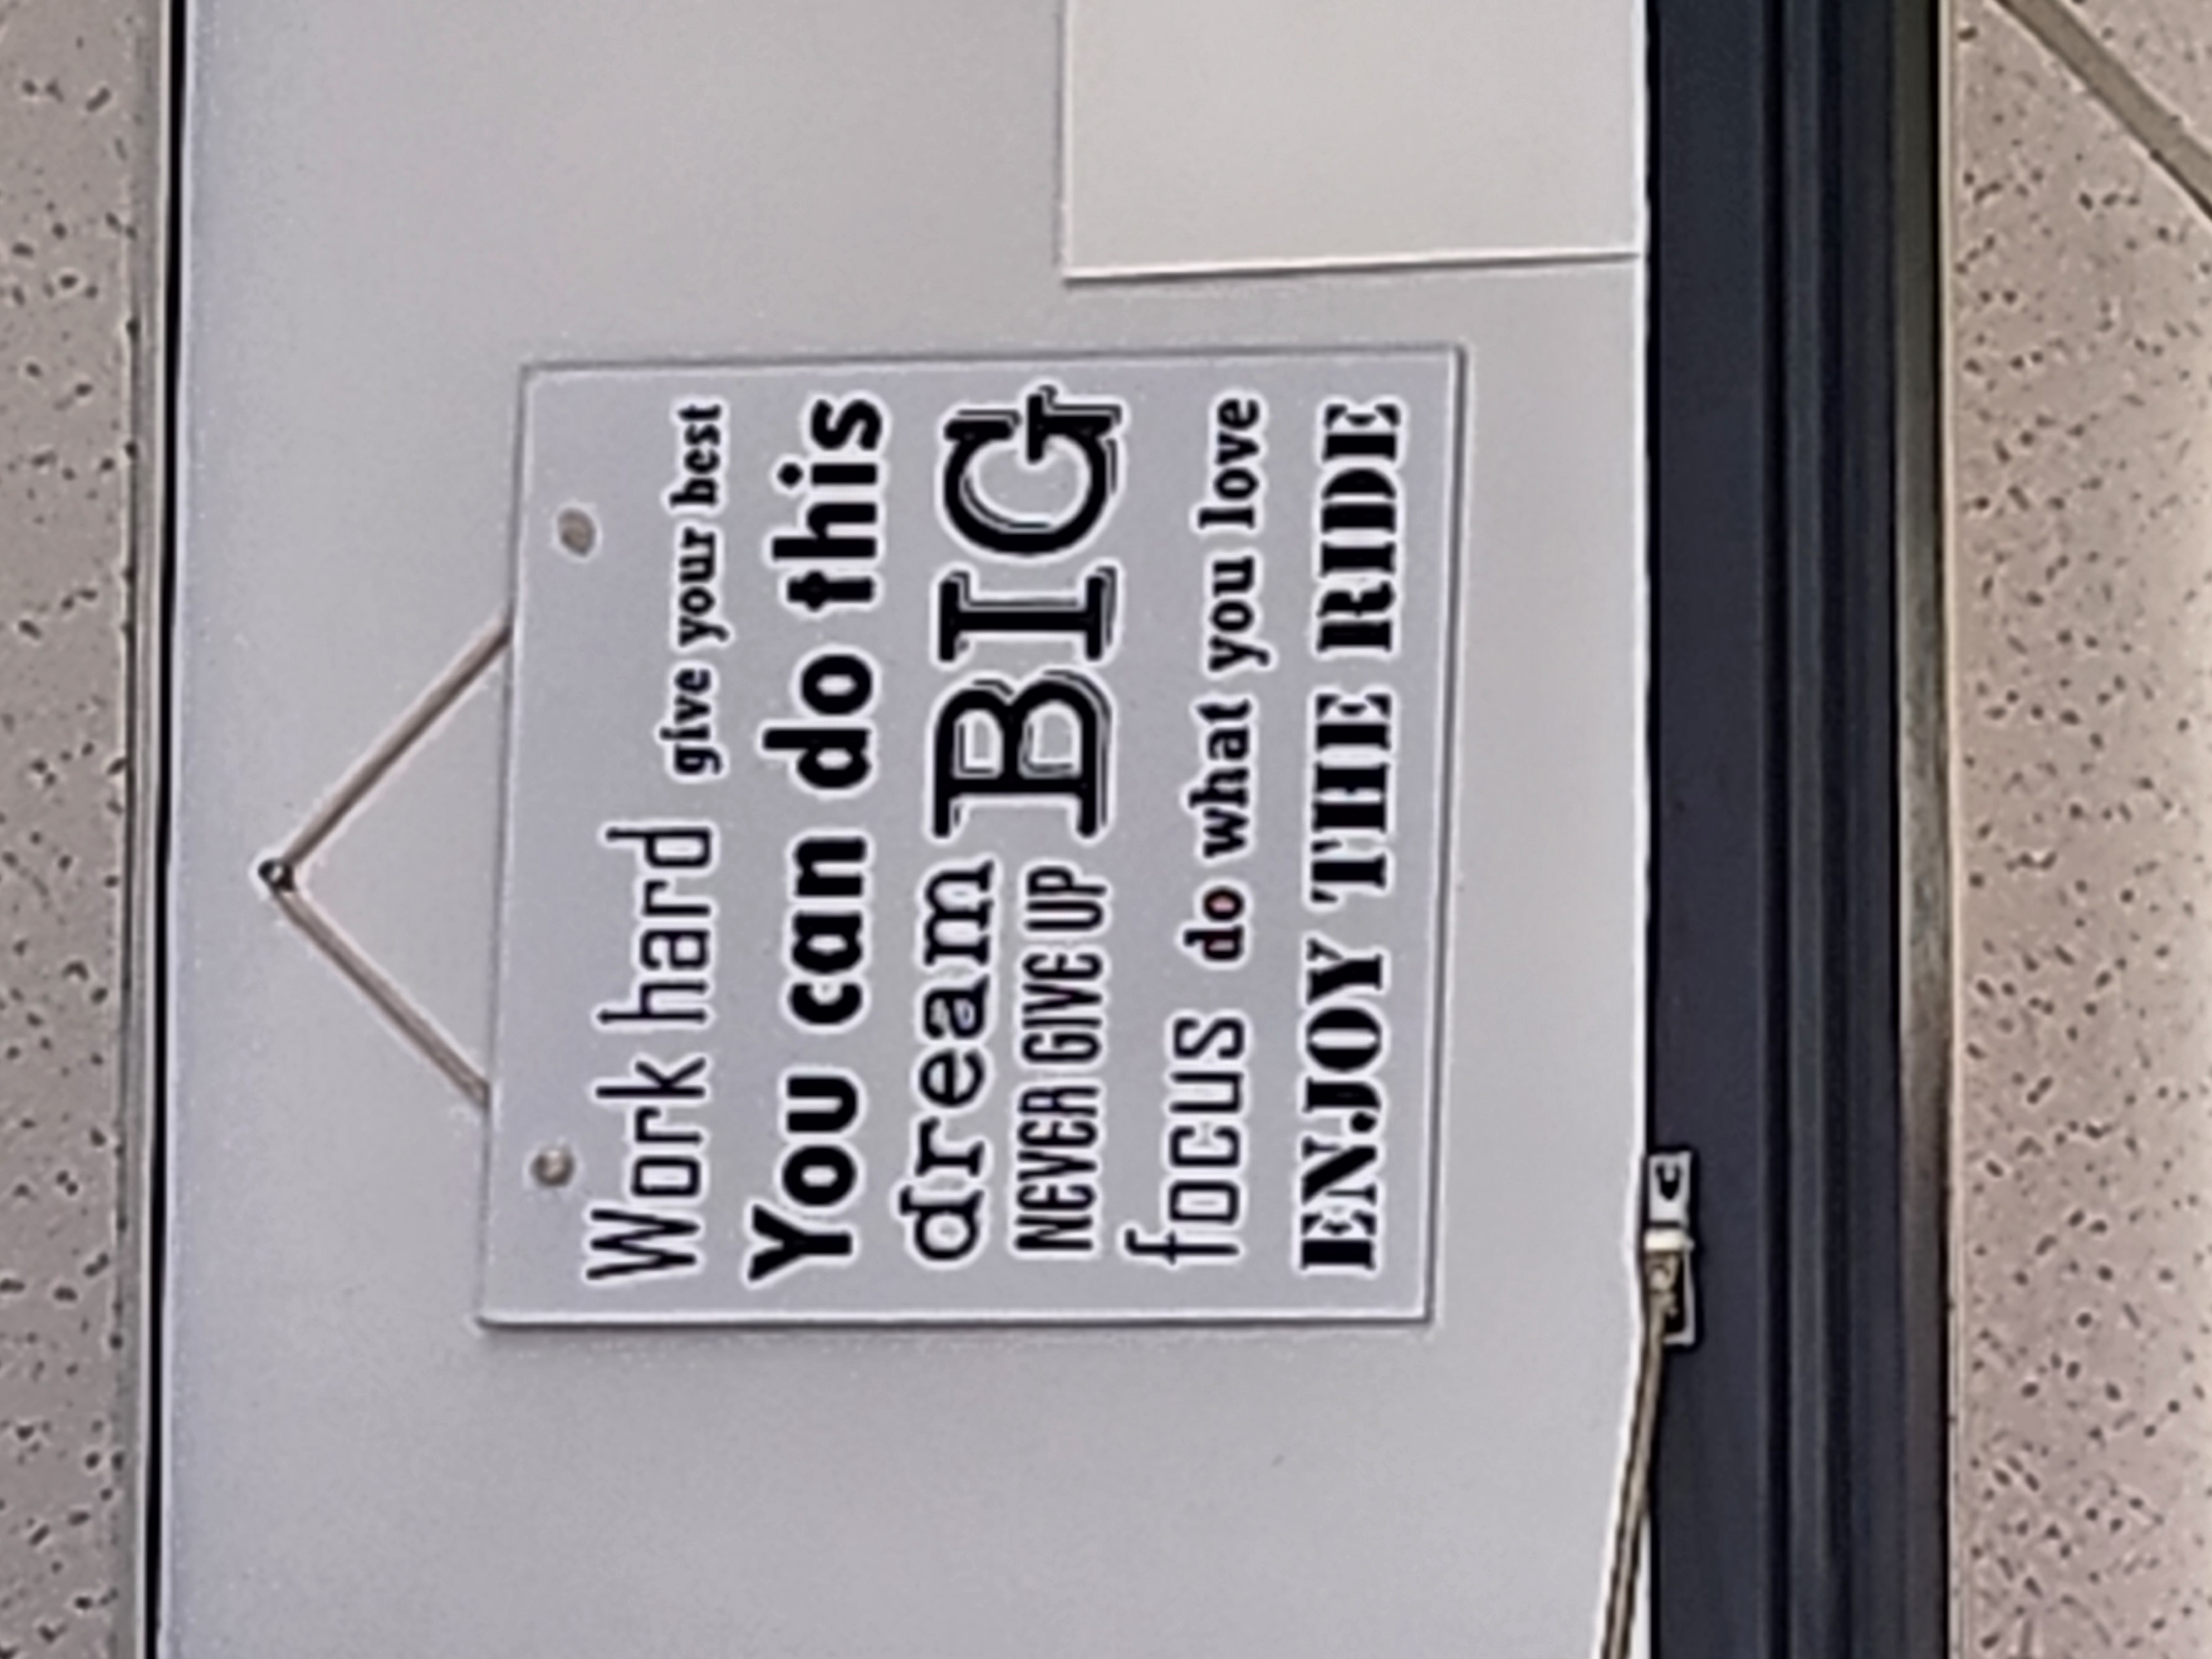 Work hard give your best
You can do this
dream BIG
NEVER GIVE UP
focus do what you love
ENJOY THE RIDE